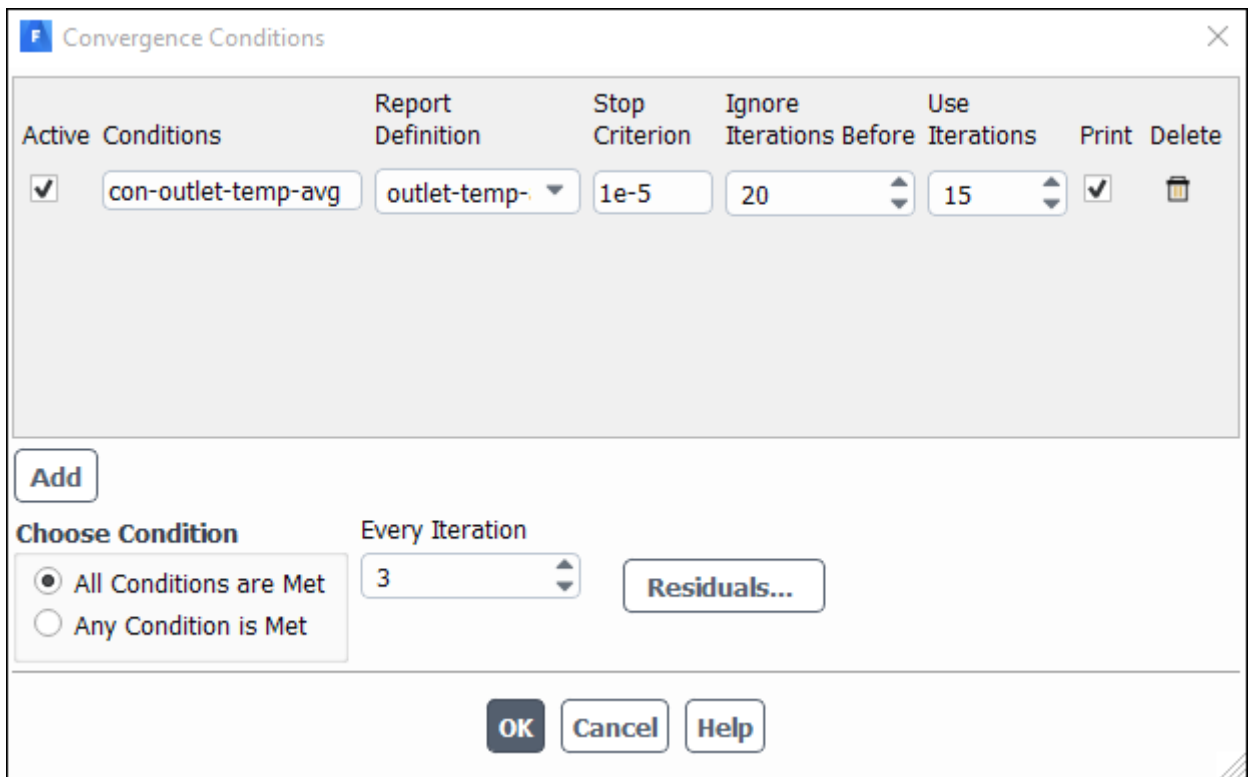 F Convergence Conditions
Report Stop Ignore Use
Active Conditions Definition Criterion Iterations Before Iterations Print Delete
con-outlet-temp-avg outlet-temp- 1e-5 20 15
Add
Choose Condition Every Iteration
All Conditions are Met 3 Residuals...
Any Condition is Met
OK Cancel Help